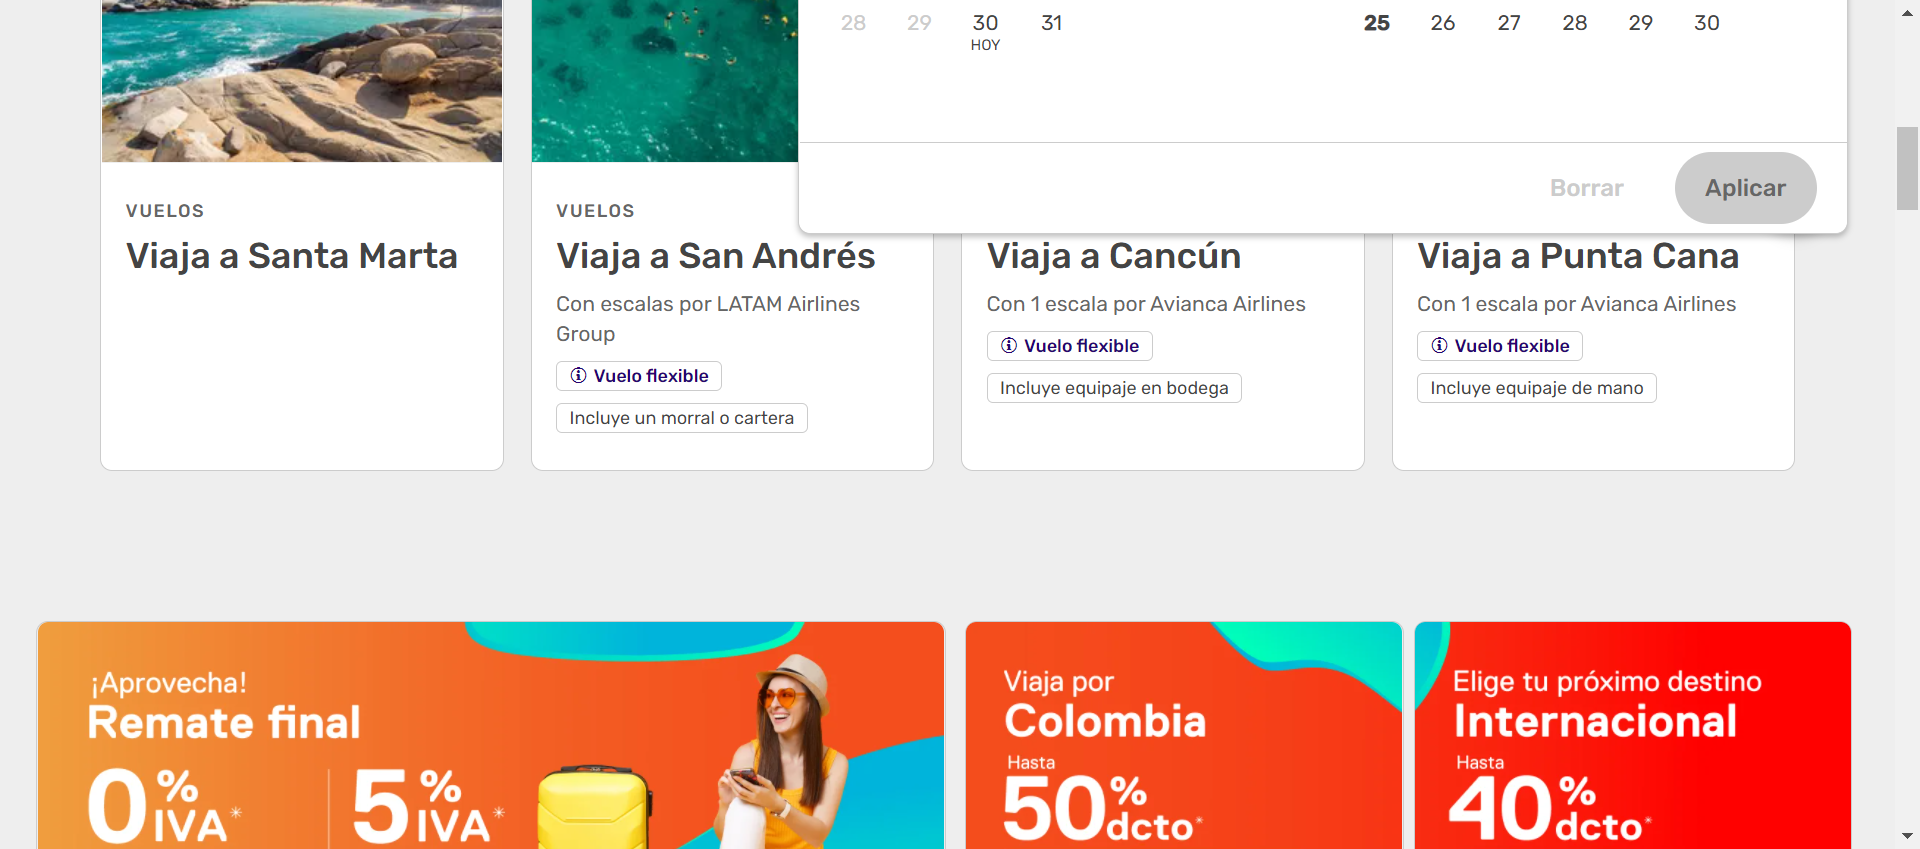 28 29 30 31
HOY
25 26 27 28 29 30
Borrar
Aplicar
VUELOS
Viaja a Santa Marta
VUELOS
Viaja a San Andrés
Con escalas por LATAM Airlines
Group
Vuelo flexible
Incluye un morral o cartera
Viaja a Cancún
Con 1 escala por Avianca Airlines
Vuelo flexible
Incluye equipaje en bodega
Viaja a Punta Cana
Con 1 escala por Avianca Airlines
Vuelo flexible
Incluye equipaje de mano
¡Aprovecha!
Remate final
0% IVA*
5% IVA*
Viaja por
Colombia
Hasta
50% dcto*
Elige tu próximo destino
Internacional
Hasta
40% dcto*